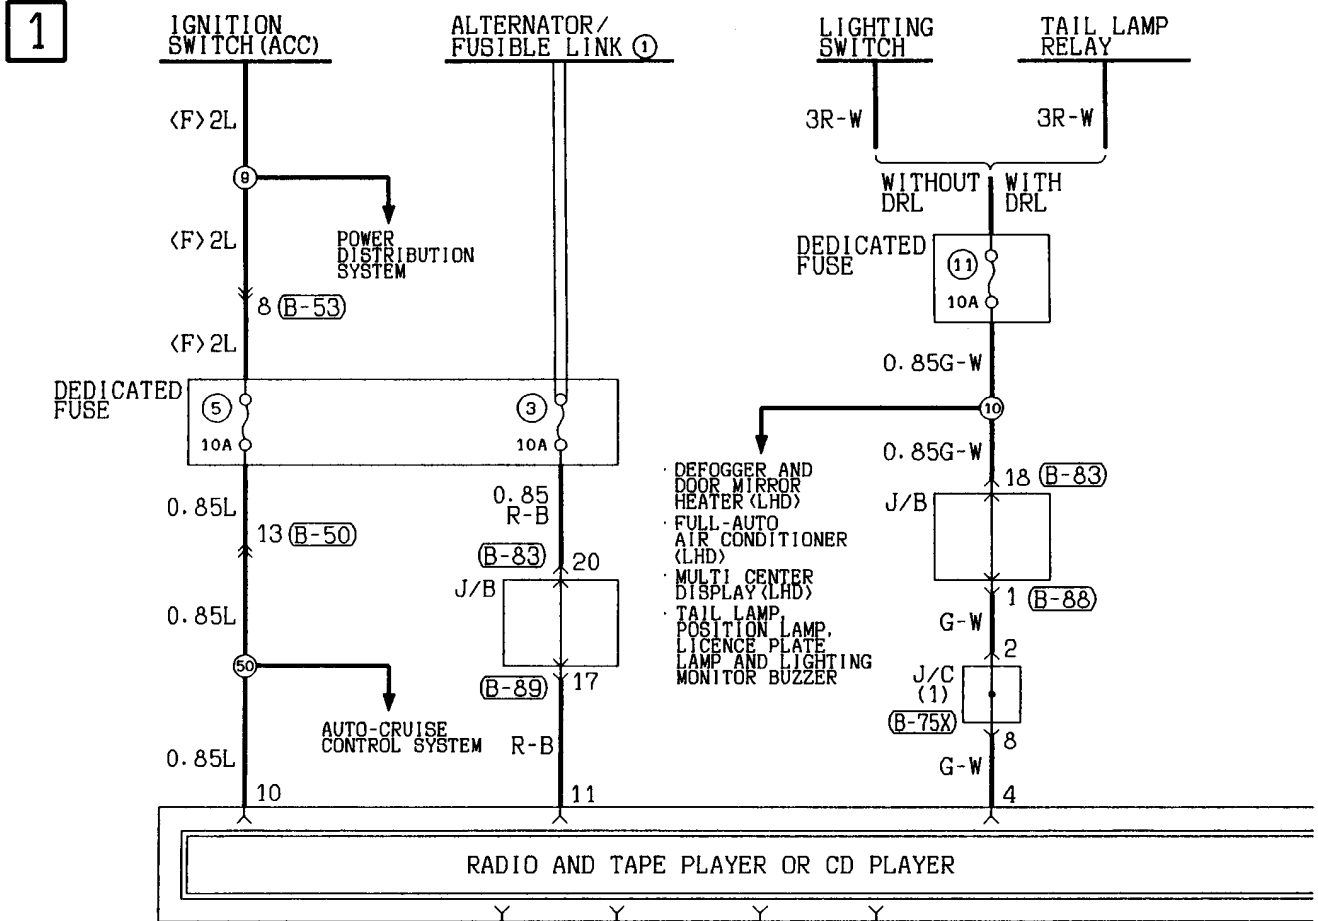 1
IGNITION
SWITCH(ACC)
ALTERNATOR/
FUSIBLE LINK ①
LIGHTING
SWITCH
TAIL LAMP
RELAY
<F>2L
3R-W
3R-W
9
WITHOUT
DRL
WITH
DRL
<F>2L
POWER
DISTRIBUTION
SYSTEM
DEDICATED
FUSE
11
10A
8 B-53
<F>2L
0.85G-W
DEDICATED
FUSE
5
10A
3
10A
10
0.85G-W
18 B-83
· DEFOGGER AND
DOOR MIRROR
HEATER<LHD>
· FULL-AUTO
AIR CONDITIONER
<LHD>
· MULTI CENTER
DISPLAY<LHD>
· TAIL LAMP,
POSITION LAMP,
LICENCE PLATE
LAMP AND LIGHTING
MONITOR BUZZER
0.85L
0.85
R-B
J/B
13 B-50
B-83 20
J/B
1 B-88
0.85L
G-W
2
50
B-89 17
J/C
(1)
B-75X
AUTO-CRUISE
CONTROL SYSTEM
R-B
8
0.85L
G-W
10
11
4
RADIO AND TAPE PLAYER OR CD PLAYER